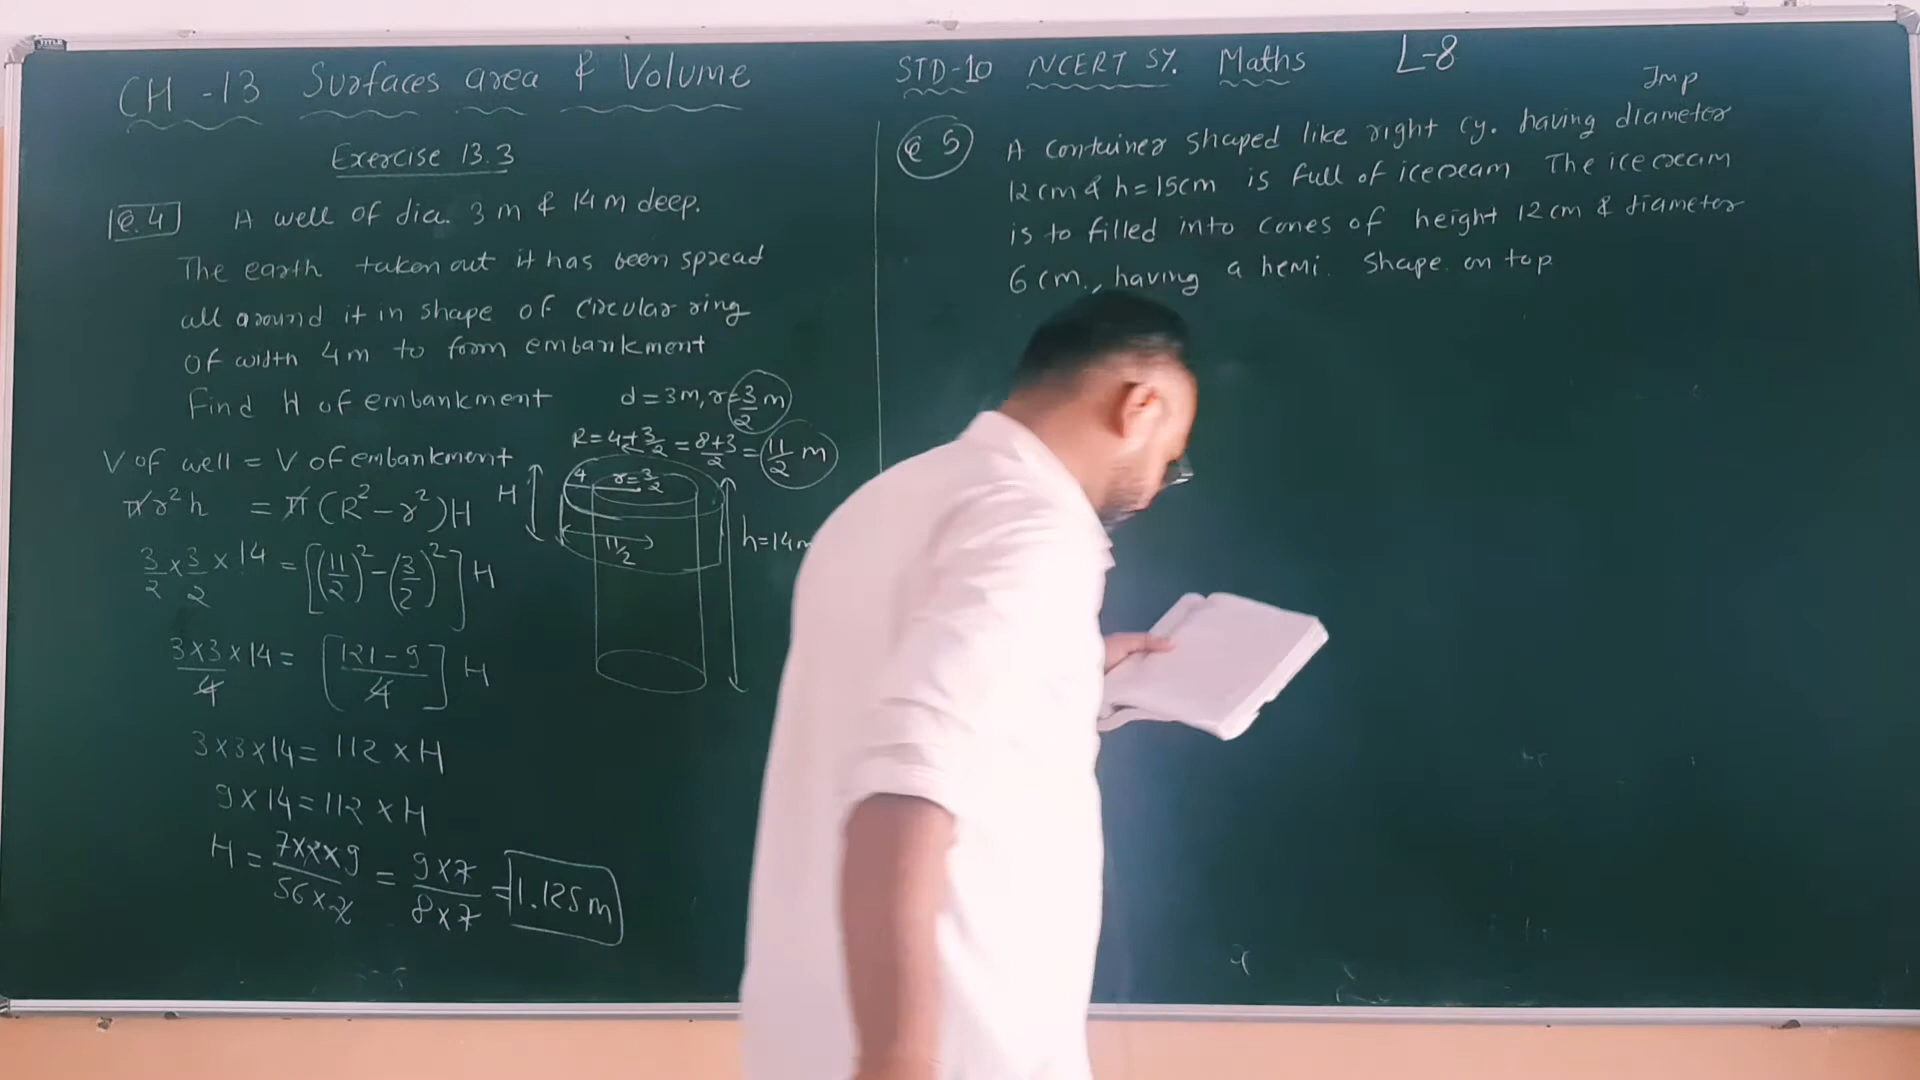 CH -13 Surfaces area & Volume
STD-10 NCERT sy. Maths L-8
Imp
Exercise 13.3
Q.4 A well of dia. 3 m & 14 m deep.
The earth taken out it has been spread
all around it in shape of circular ring
of width 4 m to form embankment
Find H of embankment
d = 3m, r = 3/2 m
R = 4 + 3/2 = 8+3/2 = 11/2 m
V of well = V of embankment
πr²h = π (R² - r²) H
3/2 × 3/2 × 14 = [(11/2)² - (3/2)²] H
3×3/4 × 14 = [121 - 9/4] H
3×3×14 = 112 × H
9 × 14 = 112 × H
H = 7×2×9/56×2 = 9×7/8×7 = 1.125 m
H
4
r = 3/2
11/2
h = 14 m
Q 5 A container shaped like right cy. having diameter
12 cm & h = 15cm is full of icecream The ice cream
is to filled into cones of height 12 cm & diameter
6 cm., having a hemi. Shape on top